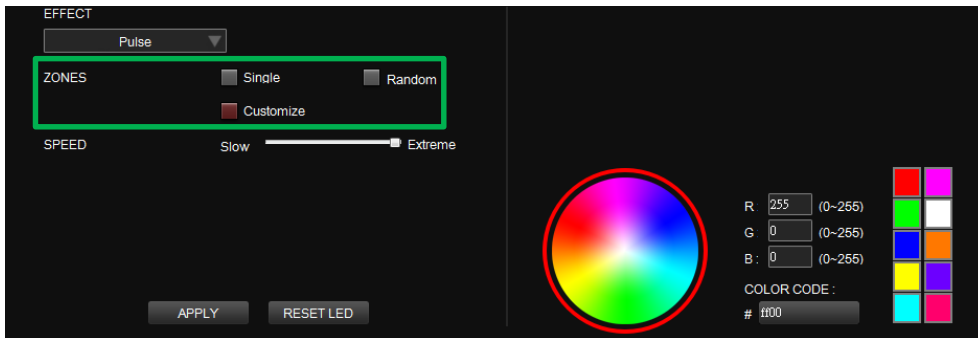 EFFECT
Pulse
ZONES Single Random
Customize
SPEED Slow Extreme
APPLY RESET LED
R 255 (0~255)
G 0 (0~255)
B : 0 (0~255)
COLOR CODE :
# ff00